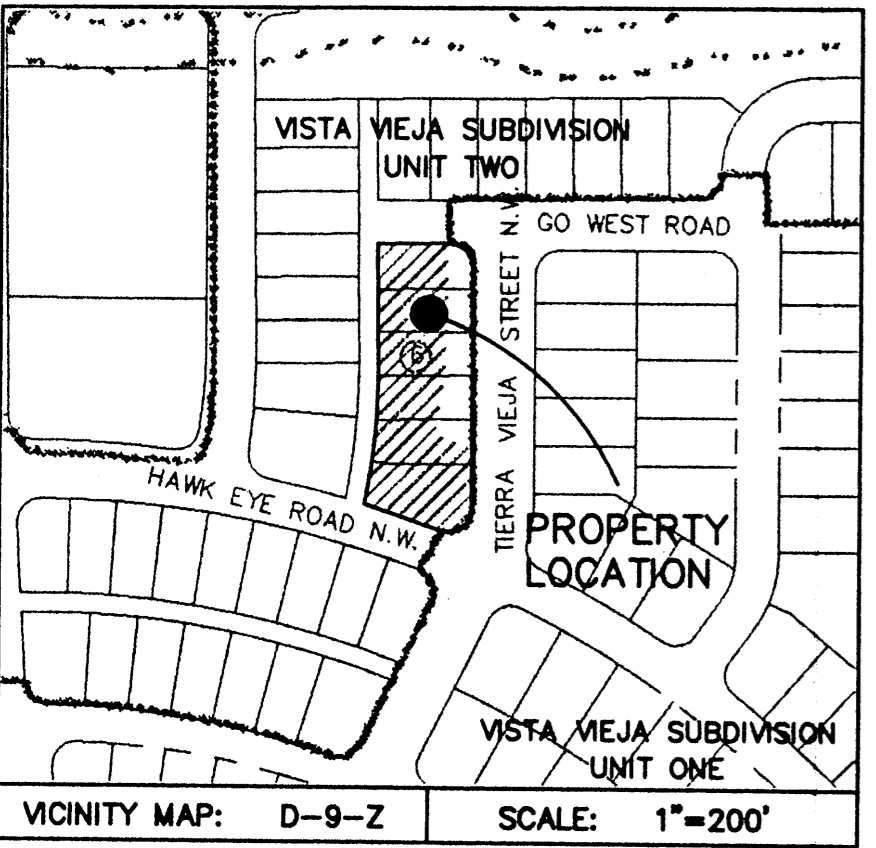 VISTA VIEJA SUBDIVISION
UNIT TWO
GO WEST ROAD
TIERRA VIEJA STREET N.W.
6
HAWK EYE ROAD N.W.
PROPERTY
LOCATION
VISTA VIEJA SUBDIVISION
UNIT ONE
VICINITY MAP: D-9-Z
SCALE: 1"=200'